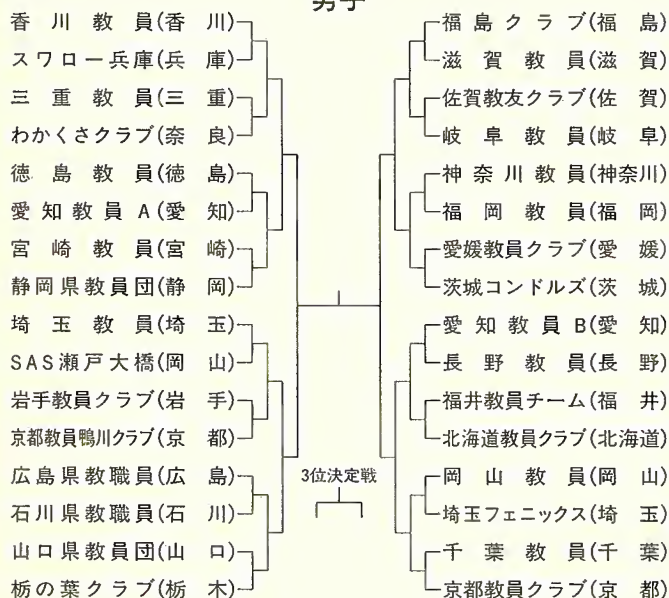 男子
香川教員(香川)
スワロー兵庫(兵庫)
三重教員(三重)
わかくさクラブ(奈良)
徳島教員(徳島)
愛知教員A(愛知)
宮崎教員(宮崎)
静岡県教員団(静岡)
埼玉教員(埼玉)
SAS瀬戸大橋(岡山)
岩手教員クラブ(岩手)
京都教員鴨川クラブ(京都)
広島県教職員(広島)
石川県教職員(石川)
山口県教員団(山口)
栃の葉クラブ(栃木)
3位決定戦
福島クラブ(福島)
滋賀教員(滋賀)
佐賀教友クラブ(佐賀)
岐阜教員(岐阜)
神奈川教員(神奈川)
福岡教員(福岡)
愛媛教員クラブ(愛媛)
茨城コンドルズ(茨城)
愛知教員B(愛知)
長野教員(長野)
福井教員チーム(福井)
北海道教員クラブ(北海道)
岡山教員(岡山)
埼玉フェニックス(埼玉)
千葉教員(千葉)
京都教員クラブ(京都)